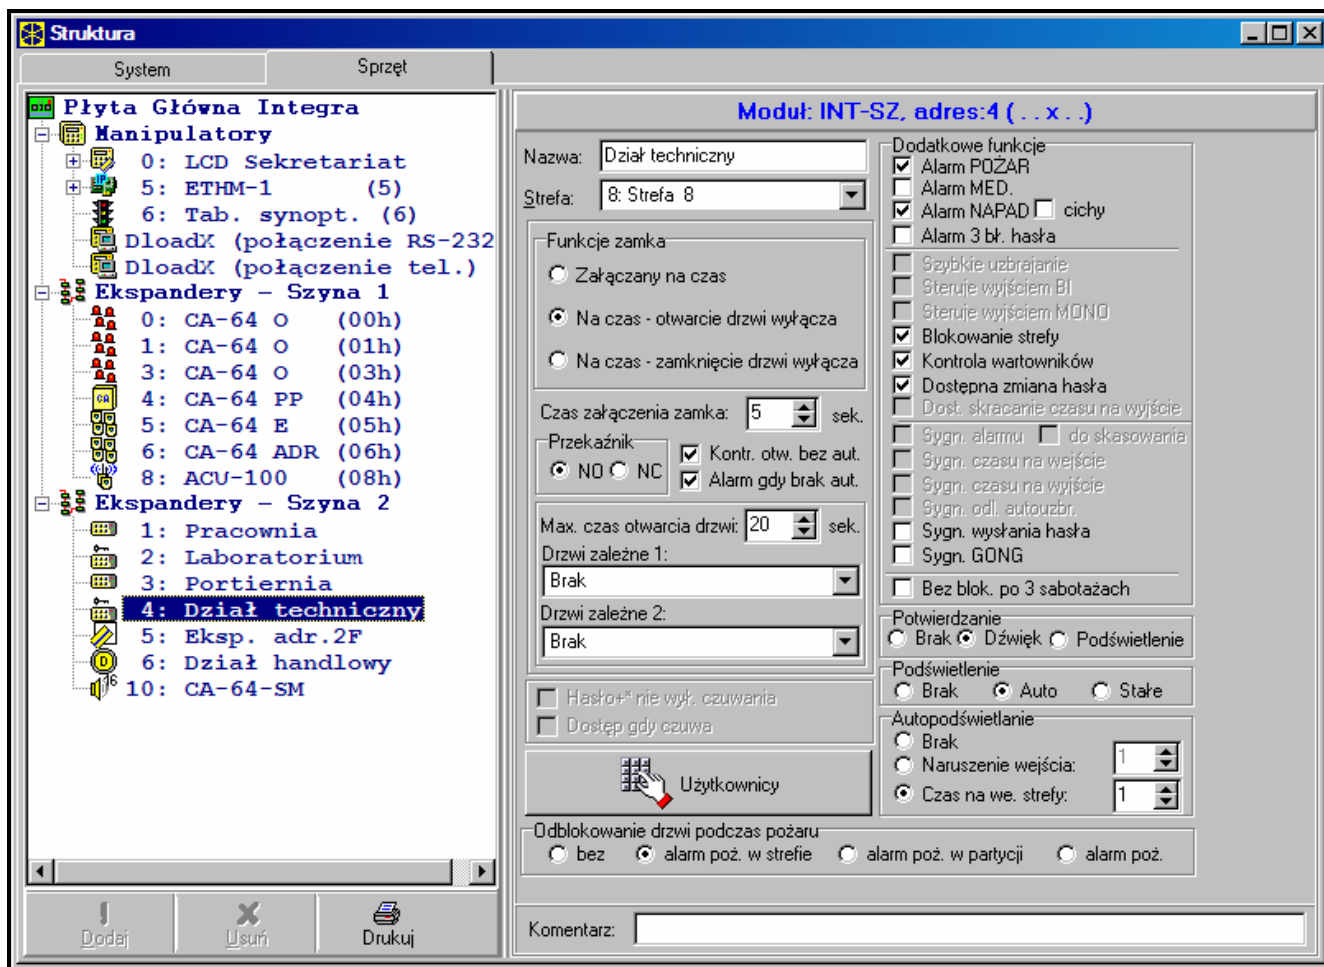 Struktura
System
Sprzęt
Płyta Główna Integra
Manipulatory
0: LCD Sekretariat
5: ETHM-1 (5)
6: Tab. synopt. (6)
DloadX (połączenie RS-232
DloadX (połączenie tel.)
Ekspandery – Szyna 1
0: CA-64 O (00h)
1: CA-64 O (01h)
3: CA-64 O (03h)
4: CA-64 PP (04h)
5: CA-64 E (05h)
6: CA-64 ADR (06h)
8: ACU-100 (08h)
Ekspandery – Szyna 2
1: Pracownia
2: Laboratorium
3: Portiernia
4: Dział techniczny
5: Eksp. adr.2F
6: Dział handlowy
10: CA-64-SM
Dodaj
Usuń
Drukuj
Moduł: INT-SZ, adres:4 ( . . x . .)
Nazwa: Dział techniczny
Strefa: 8: Strefa 8
Funkcje zamka
Załączany na czas
Na czas - otwarcie drzwi wyłącza
Na czas - zamknięcie drzwi wyłącza
Czas załączenia zamka: 5 sek.
Przekaźnik
NO NC
Kontr. otw. bez aut.
Alarm gdy brak aut.
Max. czas otwarcia drzwi: 20 sek.
Drzwi zależne 1:
Brak
Drzwi zależne 2:
Brak
Hasło+* nie wył. czuwania
Dostęp gdy czuwa
Użytkownicy
Dodatkowe funkcje
Alarm POŻAR
Alarm MED.
Alarm NAPAD cichy
Alarm 3 bł. hasła
Szybkie uzbrajanie
Steruje wyjściem BI
Steruje wyjściem MONO
Blokowanie strefy
Kontrola wartowników
Dostępna zmiana hasła
Dost. skracanie czasu na wyjście
Sygn. alarmu do skasowania
Sygn. czasu na wejście
Sygn. czasu na wyjście
Sygn. odl. autouzbr.
Sygn. wysłania hasła
Sygn. GONG
Bez blok. po 3 sabotażach
Potwierdzanie
Brak Dźwięk Podświetlenie
Podświetlenie
Brak Auto Stałe
Autopodświetlanie
Brak
Naruszenie wejścia: 1
Czas na we. strefy: 1
Odblokowanie drzwi podczas pożaru
bez alarm poż. w strefie alarm poż. w partycji alarm poż.
Komentarz: